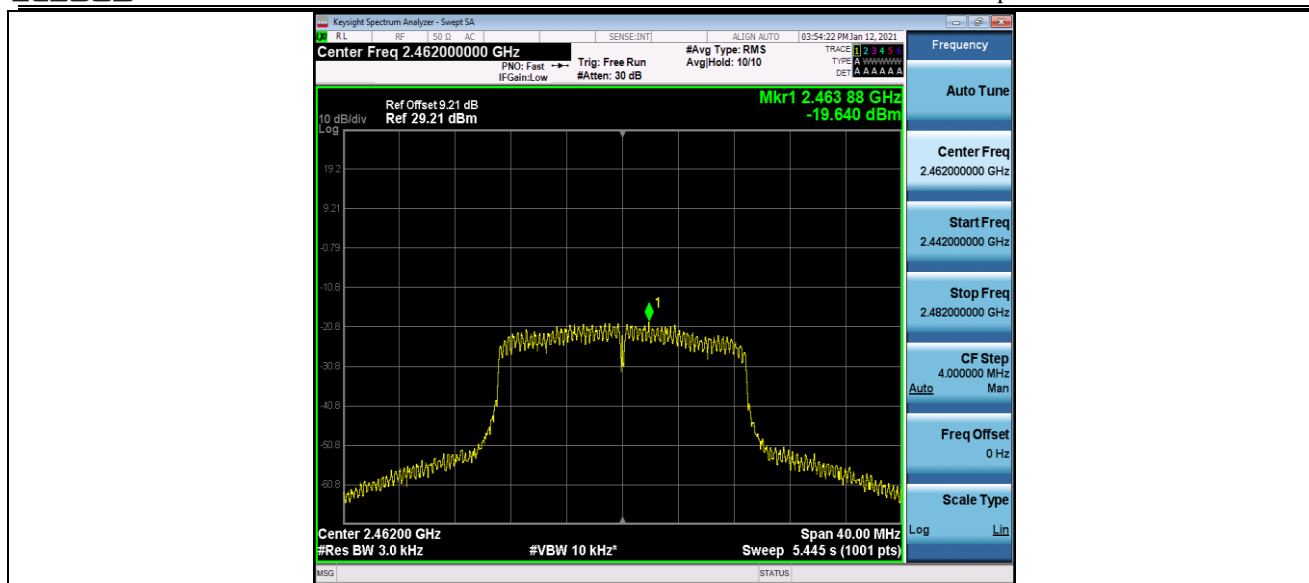 Keysight Spectrum Analyzer - Swept SA
RL RF 50 Ω AC SENSE:INT ALIGN AUTO 03:54:22 PM Jan 12, 2021
Center Freq 2.462000000 GHz
PNO: Fast
IFGain:Low
Trig: Free Run
#Atten: 30 dB
#Avg Type: RMS
Avg|Hold: 10/10
TRACE 1 2 3 4 5 6
TYPE A WWWWW
DET A A A A A A
Ref Offset 9.21 dB
10 dB/div Ref 29.21 dBm
Log
Mkr1 2.463 88 GHz
-19.640 dBm
1
19.2
9.21
-0.79
-10.8
-20.8
-30.8
-40.8
-50.8
-60.8
Center 2.46200 GHz Span 40.00 MHz
#Res BW 3.0 kHz #VBW 10 kHz* Sweep 5.445 s (1001 pts)
MSG STATUS
Frequency
Auto Tune
Center Freq
2.462000000 GHz
Start Freq
2.442000000 GHz
Stop Freq
2.482000000 GHz
CF Step
4.000000 MHz
Auto Man
Freq Offset
0 Hz
Scale Type
Log Lin